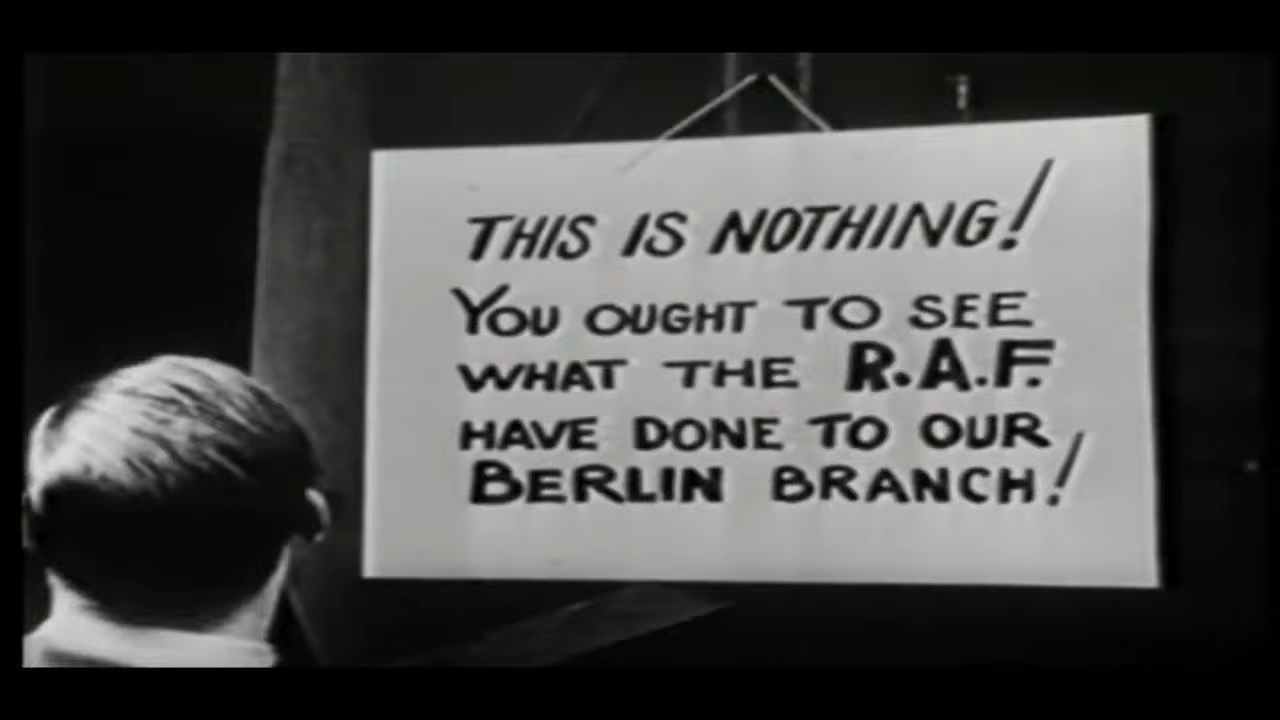 THIS IS NOTHING!
YOU OUGHT TO SEE
WHAT THE R.A.F.
HAVE DONE TO OUR
BERLIN BRANCH!